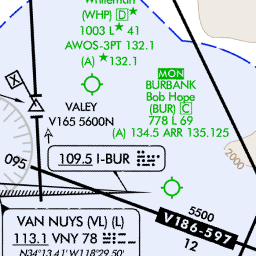 Whiteman
(WHP) D★
1003 L★ 41
AWOS-3PT 132.1
(A) ★132.1
MON
BURBANK
Bob Hope
(BUR) C
778 L 69
(A) 134.5 ARR 135.125
VALEY
V165 5600N
109.5 I-BUR
095
2000
VAN NUYS (VL) (L)
113.1 VNY 78
N34°13.41' W118°29.50'
5500
V186-597
12